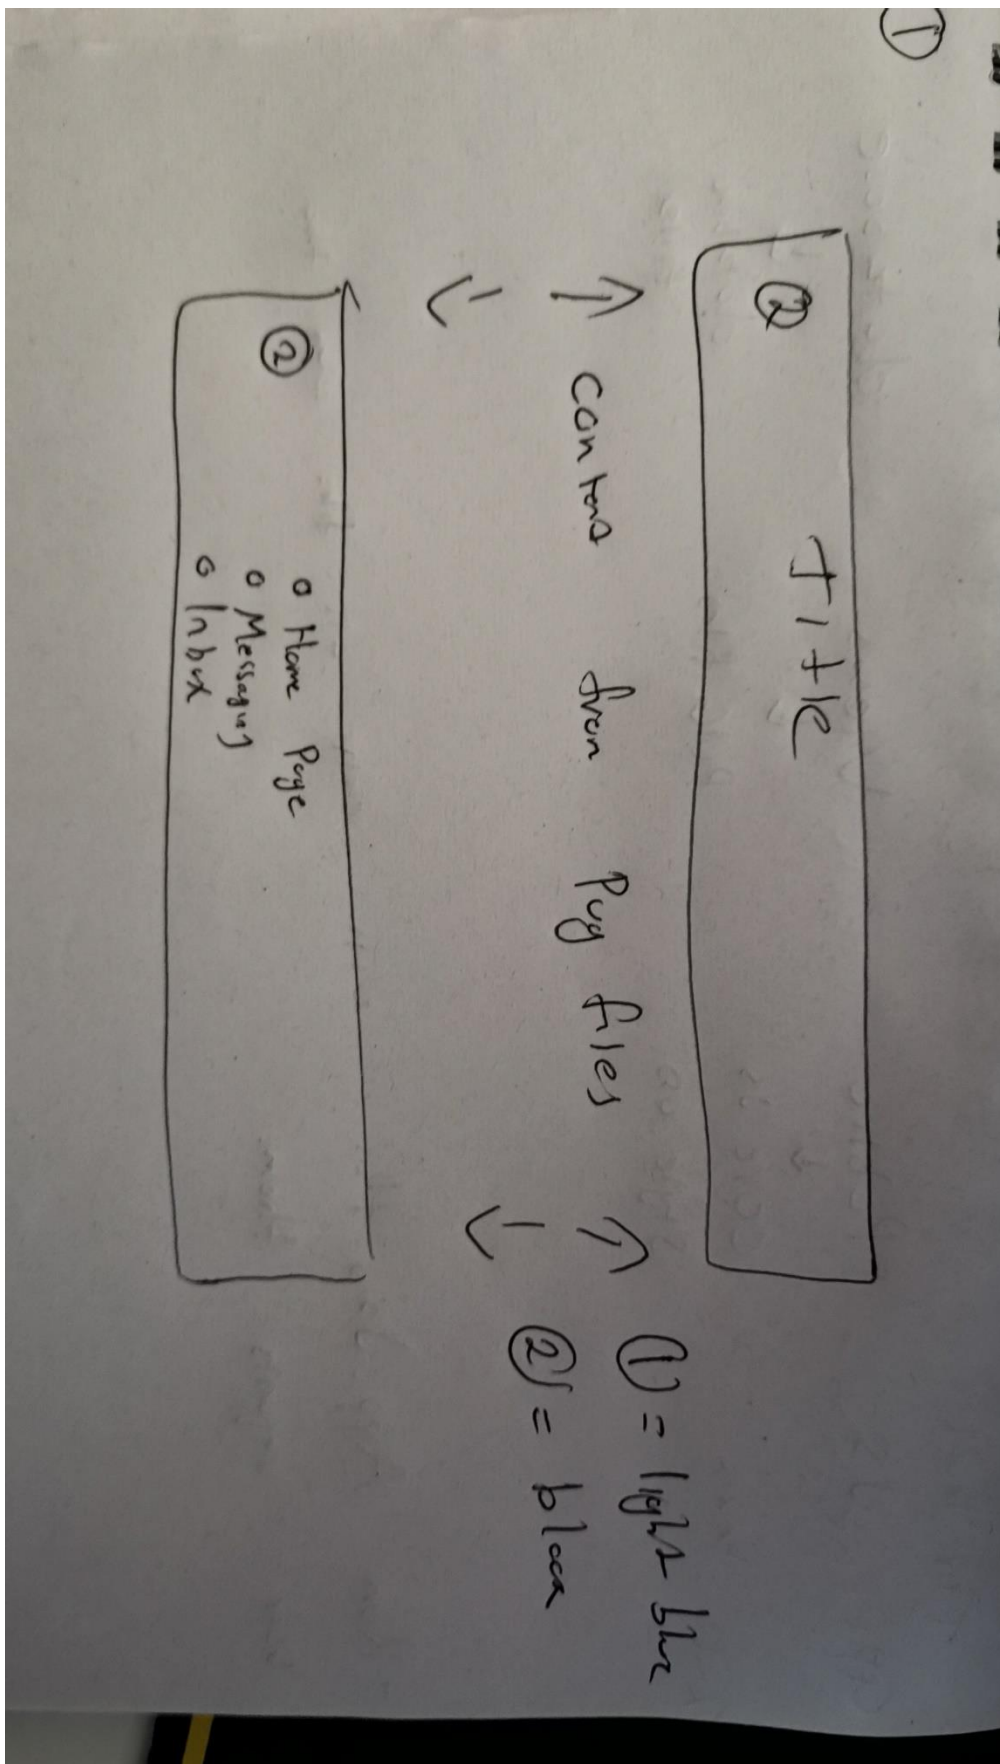 ①
② Title
content from Pug files
① = light blue
② = black
②
o Home Page
o Messaging
o Inbox